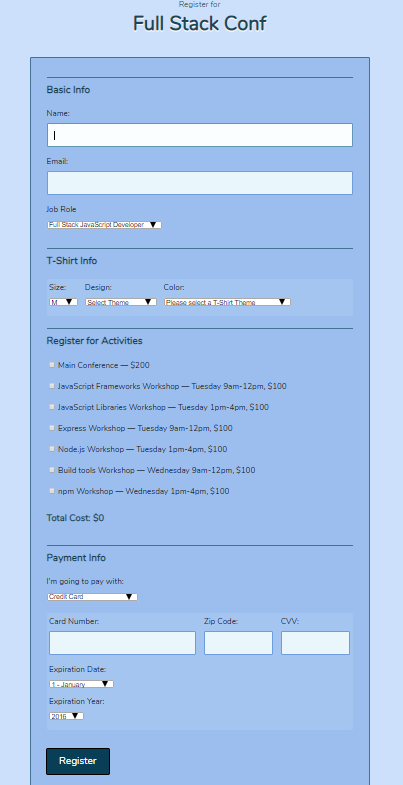 Register for
Full Stack Conf
Basic Info
Name:
Email:
Job Role
Full Stack JavaScript Developer
T-Shirt Info
Size: Design: Color:
M Select Theme Please select a T-Shirt Theme
Register for Activities
Main Conference — $200
JavaScript Frameworks Workshop — Tuesday 9am-12pm, $100
JavaScript Libraries Workshop — Tuesday 1pm-4pm, $100
Express Workshop — Tuesday 9am-12pm, $100
Node.js Workshop — Tuesday 1pm-4pm, $100
Build tools Workshop — Wednesday 9am-12pm, $100
npm Workshop — Wednesday 1pm-4pm, $100
Total Cost: $0
Payment Info
I'm going to pay with:
Credit Card
Card Number: Zip Code: CVV:
Expiration Date:
1 - January
Expiration Year:
2016
Register